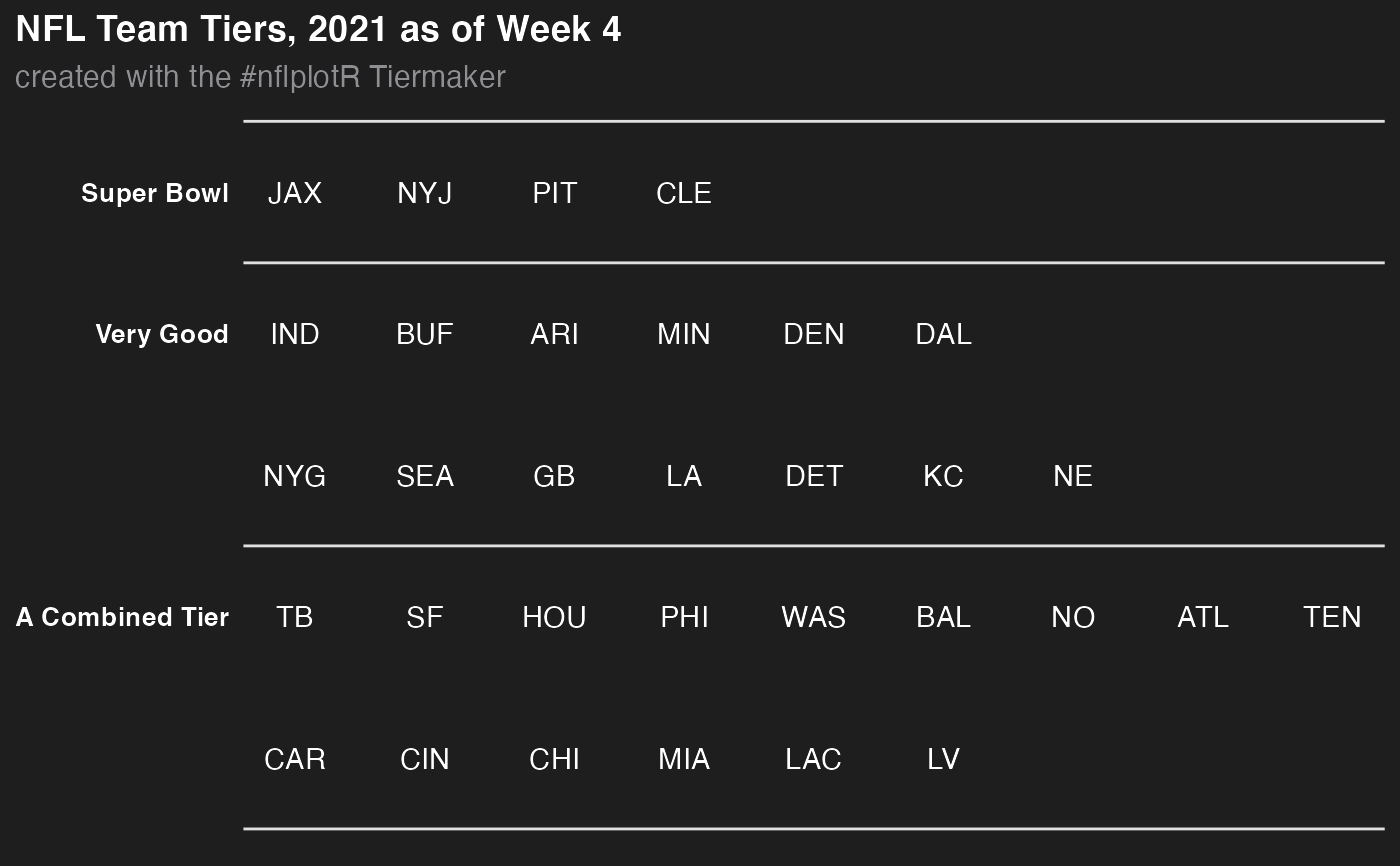 NFL Team Tiers, 2021 as of Week 4
created with the #nflplotR Tiermaker
Super Bowl JAX NYJ PIT CLE
Very Good IND BUF ARI MIN DEN DAL
NYG SEA GB LA DET KC NE
A Combined Tier TB SF HOU PHI WAS BAL NO ATL TEN
CAR CIN CHI MIA LAC LV